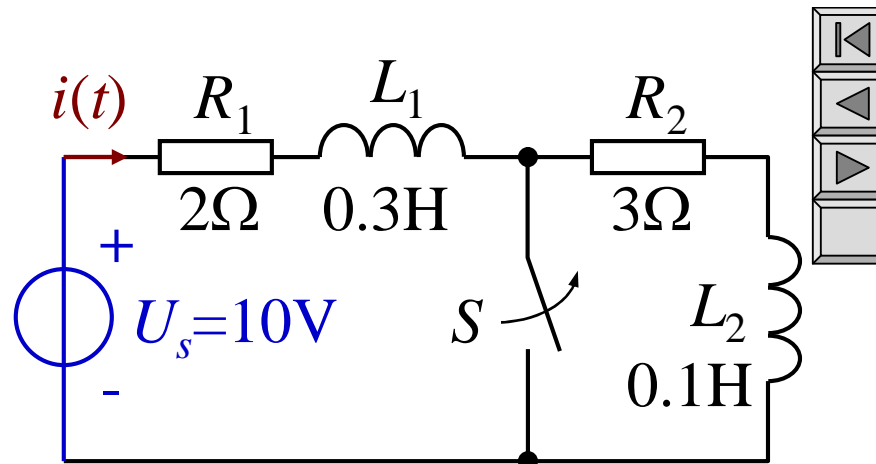 i(t)
R1
L1
R2
2Ω
0.3H
3Ω
+
Us=10V
S
L2
-
0.1H